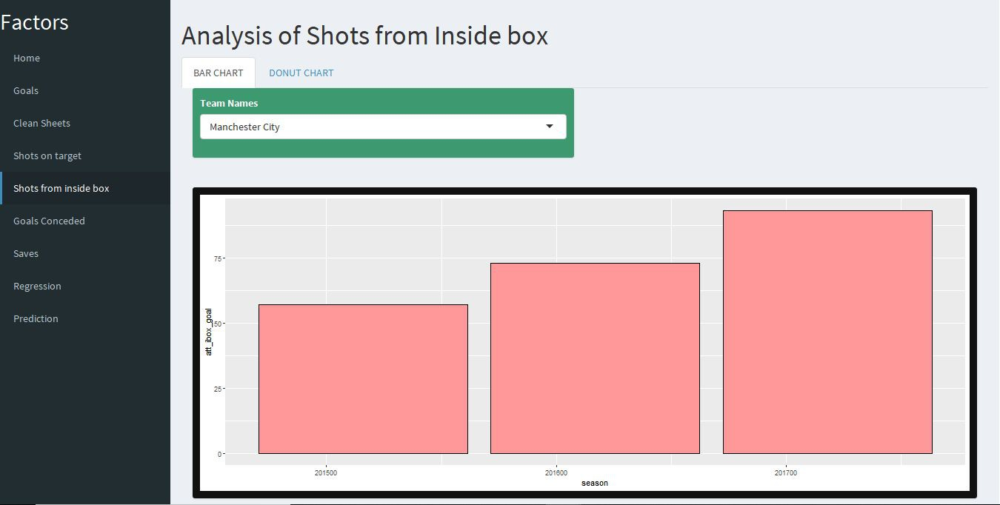 Factors
Home
Goals
Clean Sheets
Shots on target
Shots from inside box
Goals Conceded
Saves
Regression
Prediction
Analysis of Shots from Inside box
BAR CHART
DONUT CHART
Team Names
Manchester City
75
50
25
0
att_ibox_goal
201500
201600
201700
season